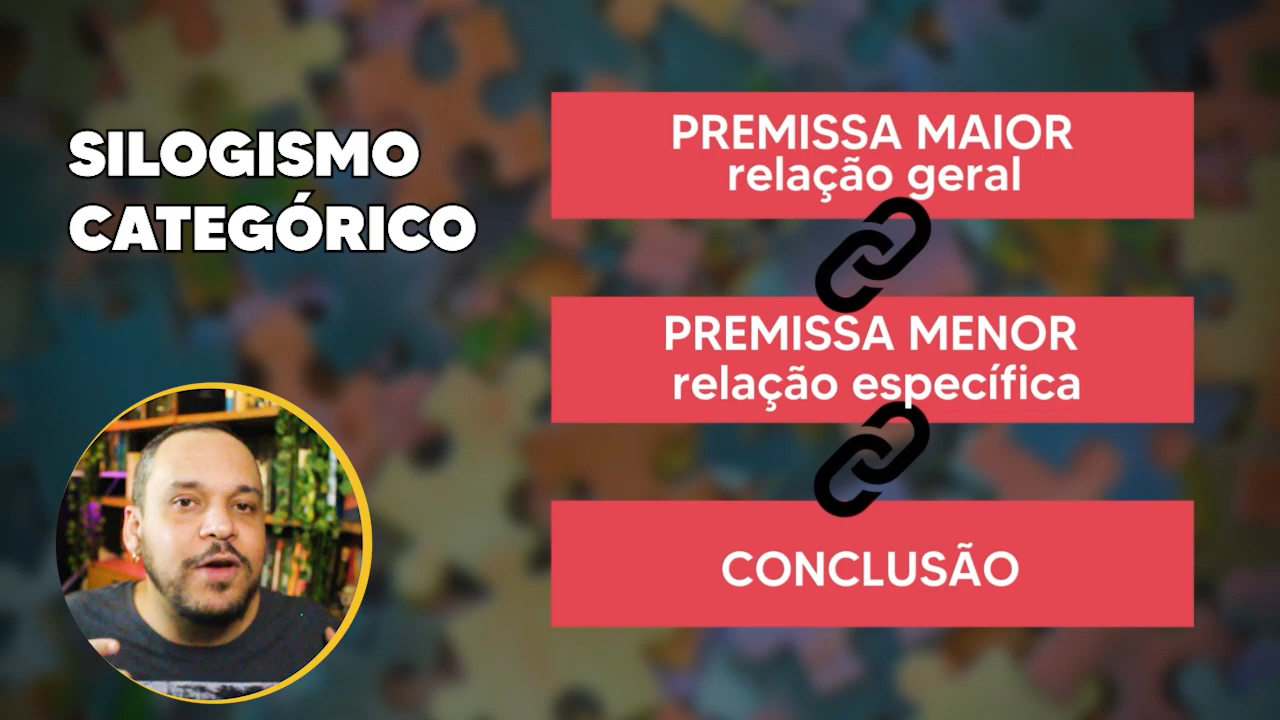 SILOGISMO
CATEGÓRICO
PREMISSA MAIOR
relação geral
PREMISSA MENOR
relação específica
CONCLUSÃO